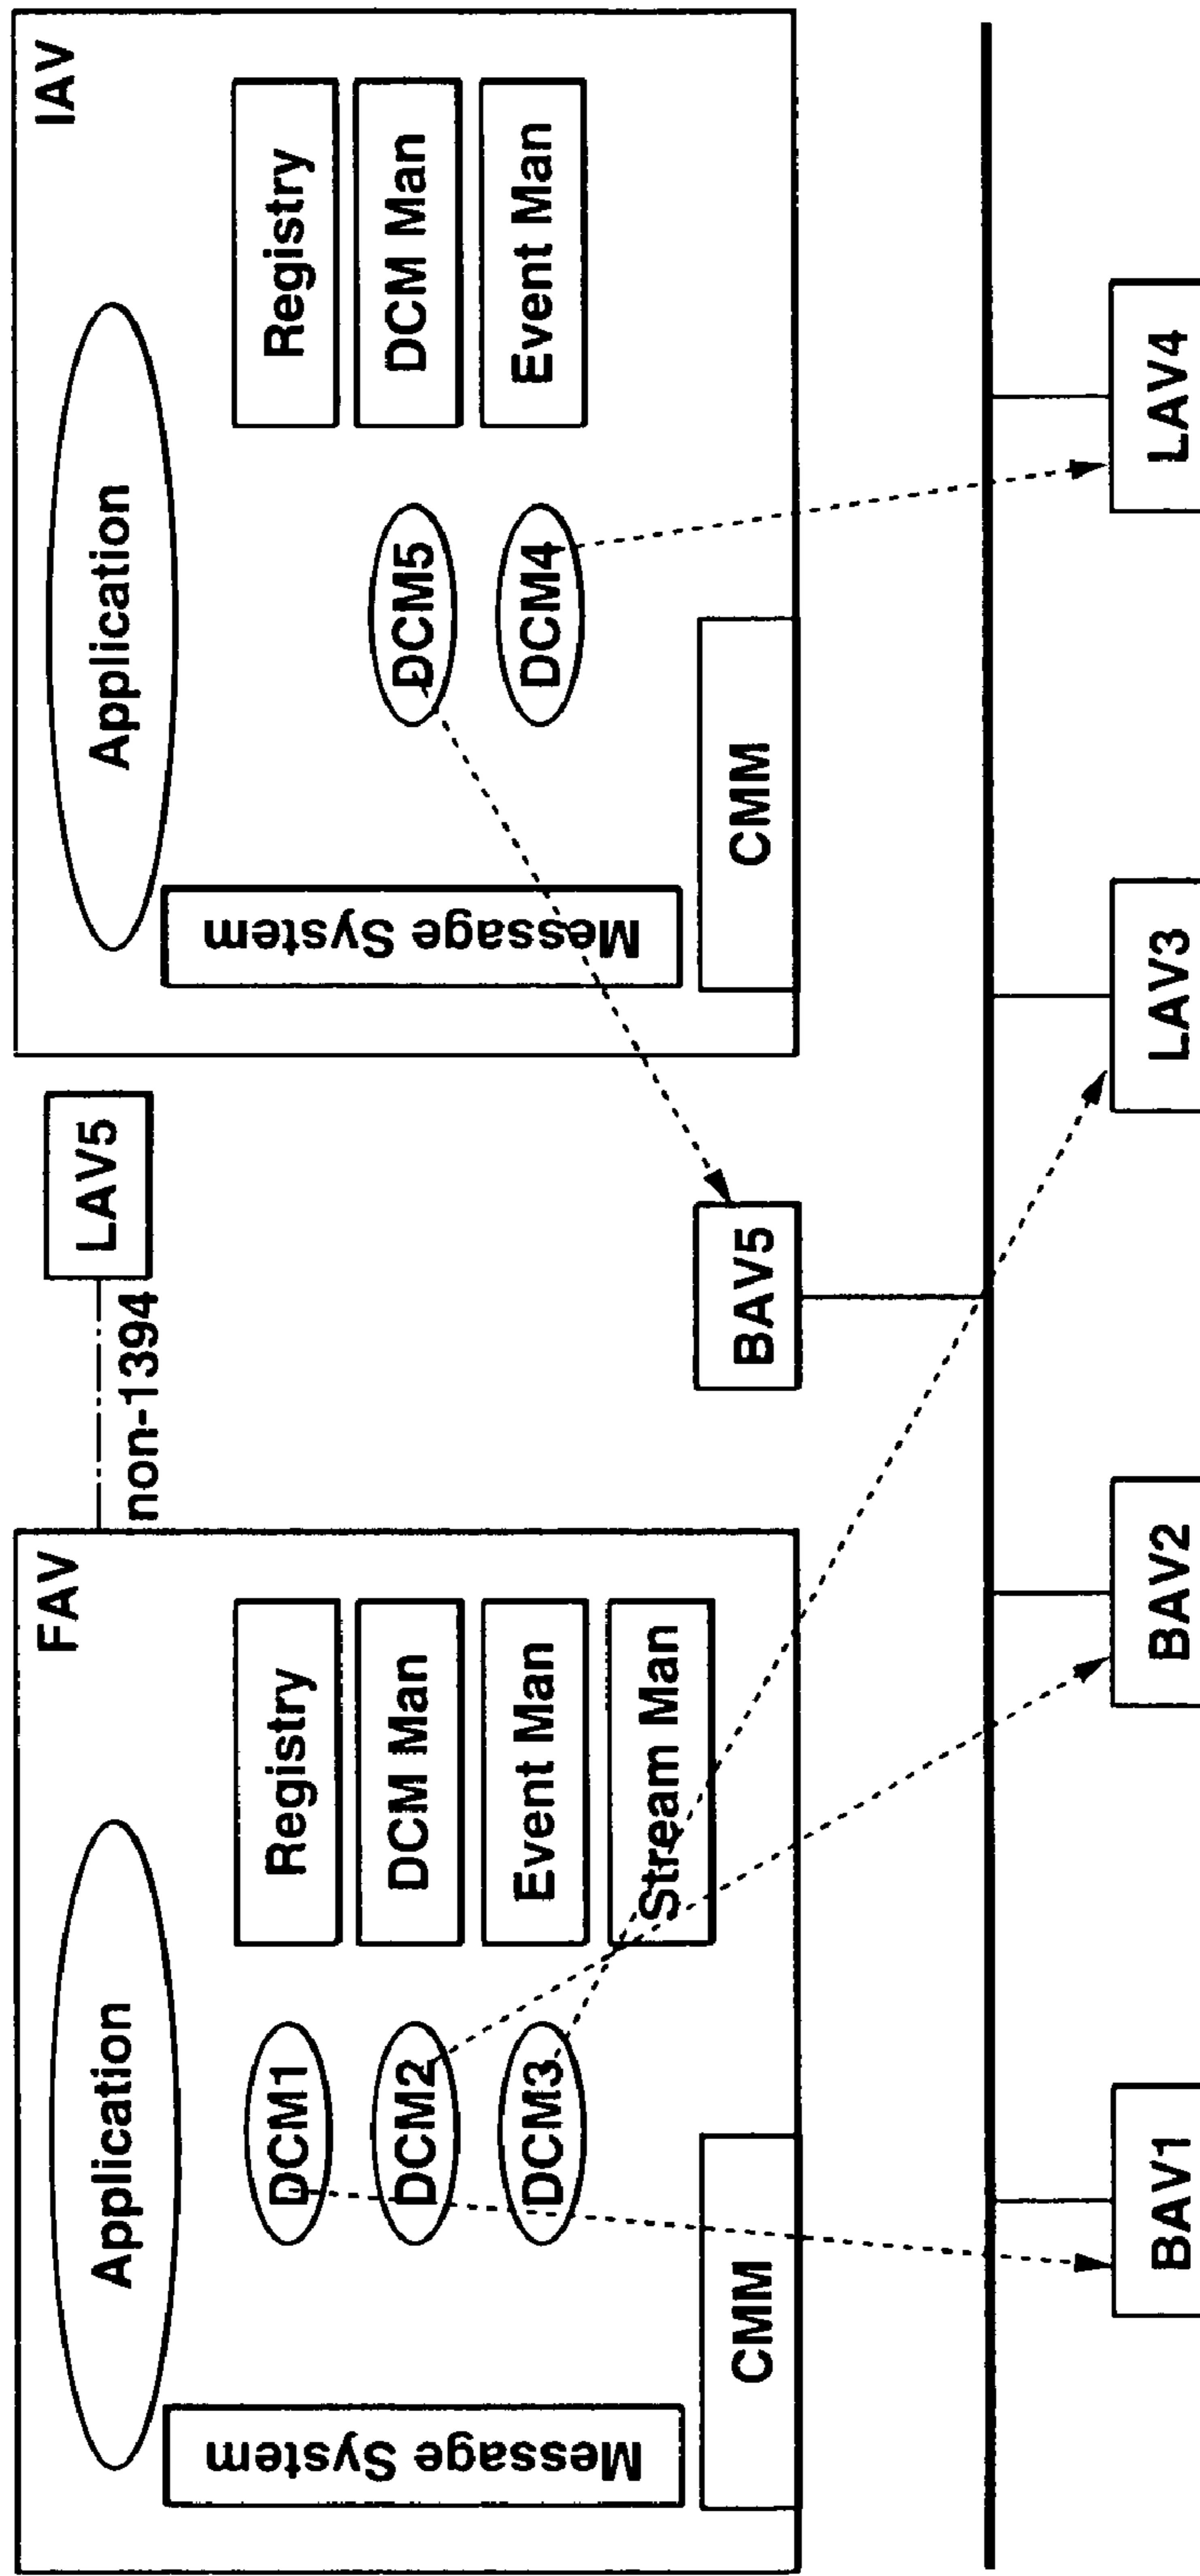 FAV
Application
DCM1
DCM2
DCM3
Registry
DCM Man
Event Man
Stream Man
Message System
CMM
LAV5
non-1394
BAV5
IAV
Application
DCM5
DCM4
Registry
DCM Man
Event Man
Message System
CMM
BAV1
BAV2
LAV3
LAV4